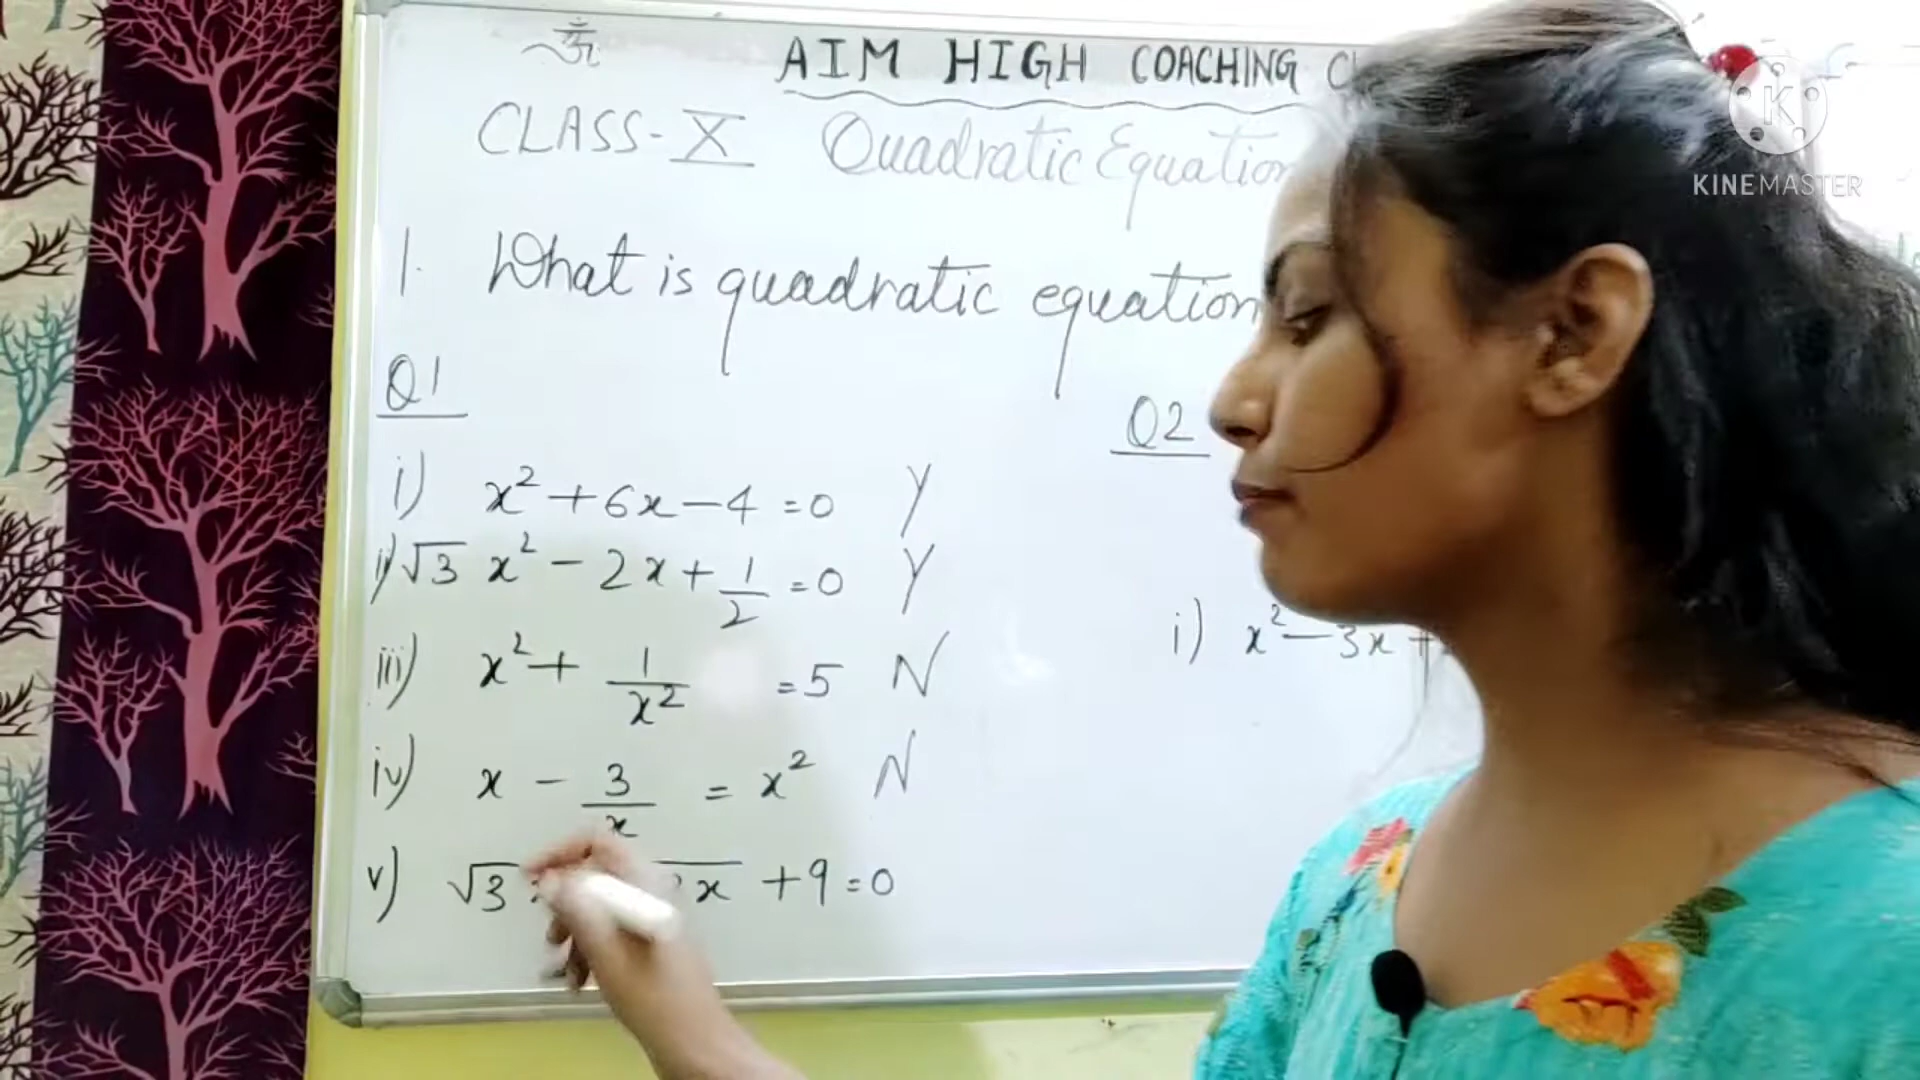 ॐ
AIM HIGH COACHING
CLASS-X Quadratic Equation
1. What is quadratic equation
Q1
i) x² + 6x - 4 = 0 Y
ii) √3 x² - 2x + 1/2 = 0 Y
iii) x² + 1/x² = 5 N
iv) x - 3/x = x² N
v) √3 x + 9 = 0
Q2
i) x² - 3x +
K
KINEMASTER